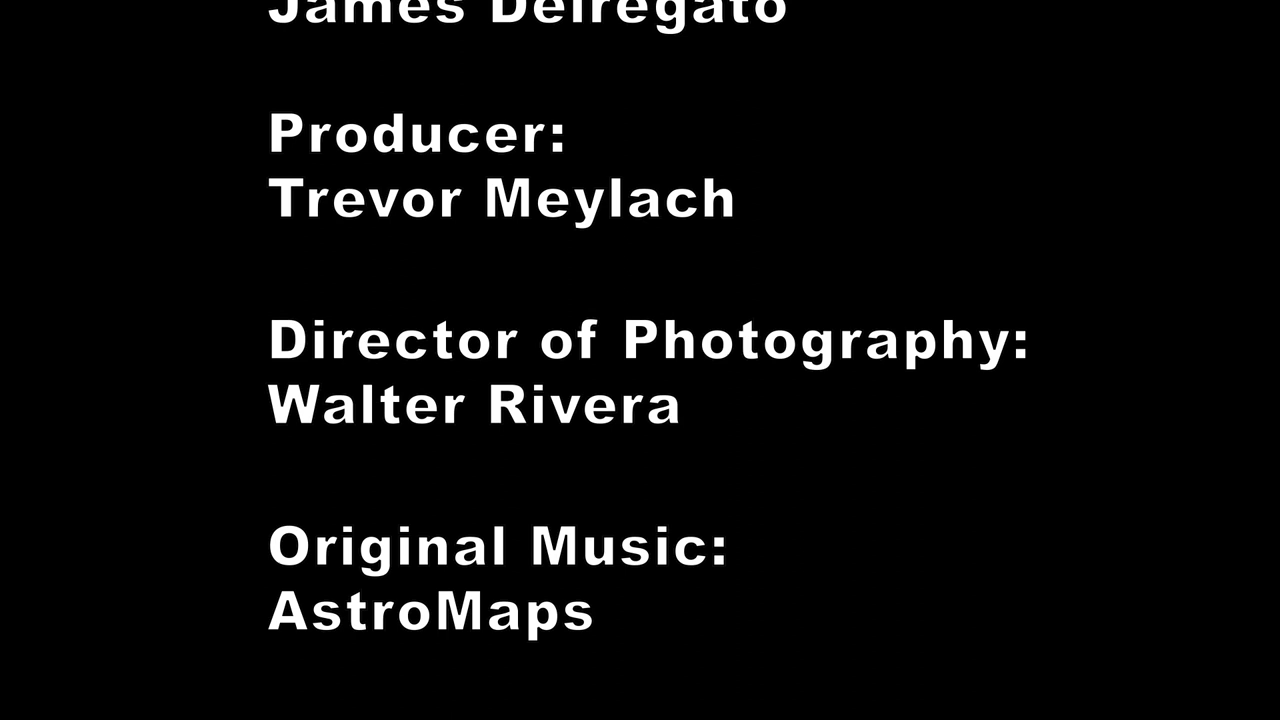 James Delregato
Producer:
Trevor Meylach
Director of Photography:
Walter Rivera
Original Music:
AstroMaps